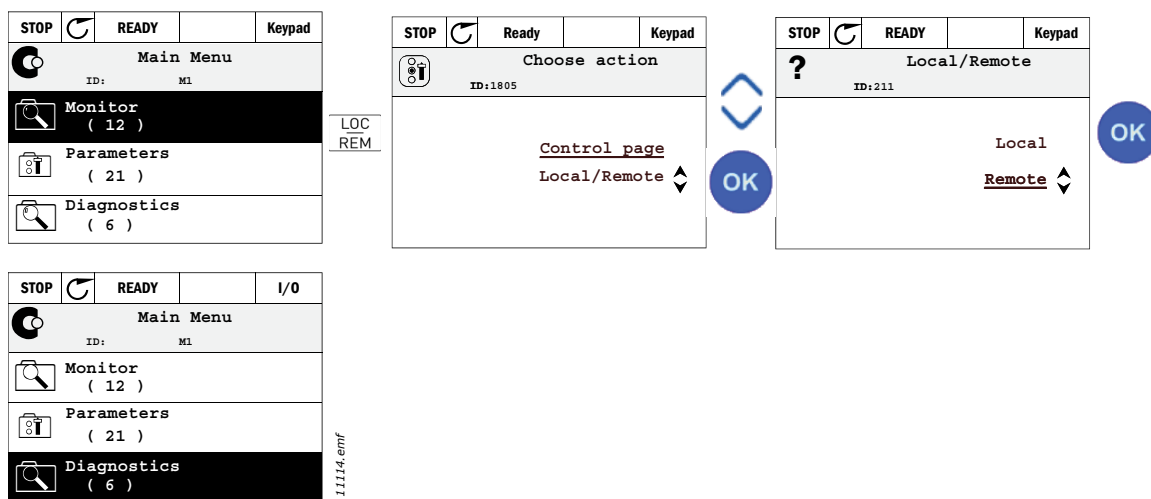 STOP READY Keypad
Main Menu
ID: M1
Monitor
( 12 )
Parameters
( 21 )
Diagnostics
( 6 )
LOC
REM
STOP Ready Keypad
Choose action
ID:1805
Control page
Local/Remote
OK
STOP READY Keypad
?
Local/Remote
ID:211
Local
Remote
OK
STOP READY I/O
Main Menu
ID: M1
Monitor
( 12 )
Parameters
( 21 )
Diagnostics
( 6 )
11114.emf